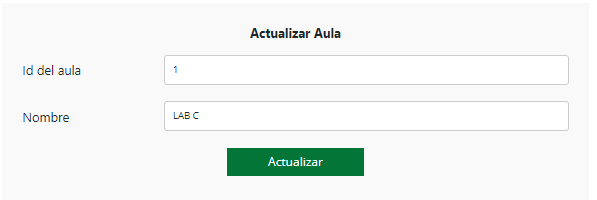 Actualizar Aula
Id del aula 1
Nombre LAB C
Actualizar